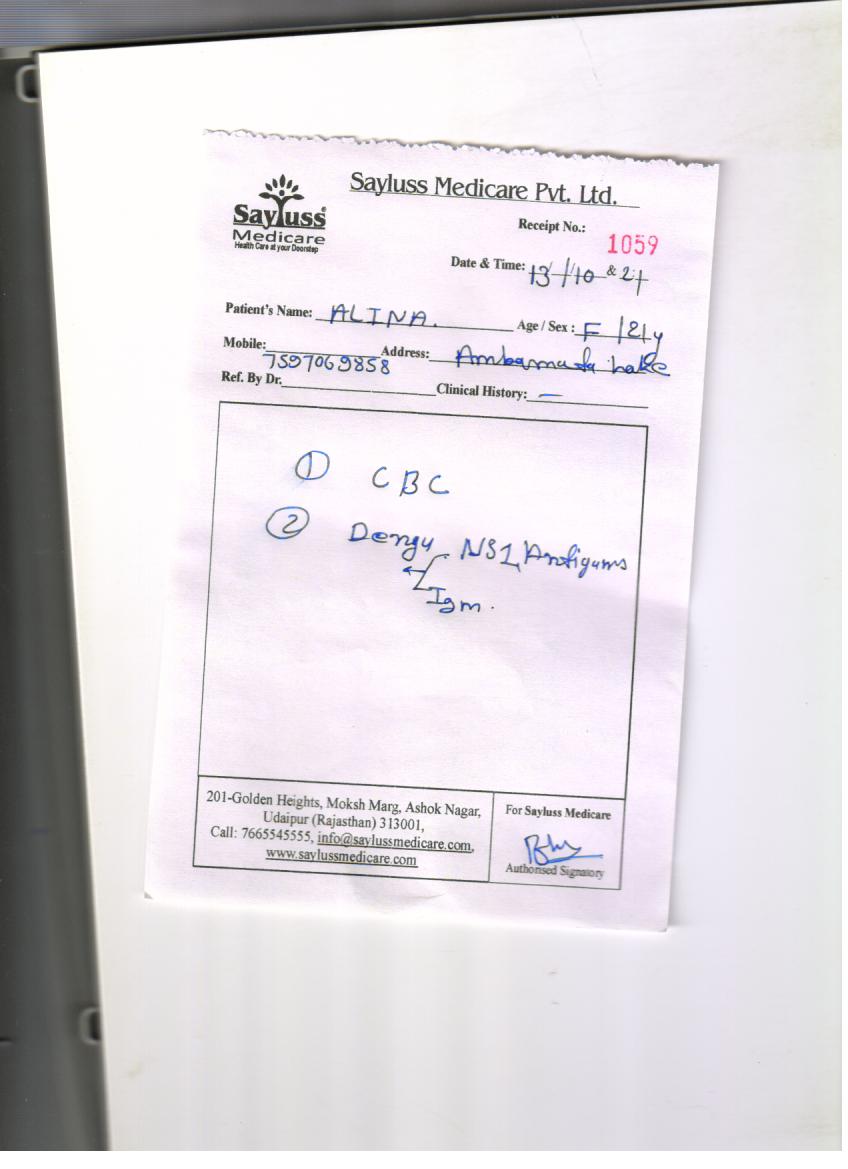 Sayluss Medicare Pvt. Ltd.
Sayluss®
Medicare
Health Care at your Doorstep
Receipt No.: 1059
Date & Time: 13/10 & 21
Patient's Name: ALINA. Age / Sex : F /21y
Mobile: 7597069858 Address: Ambamata
Ref. By Dr. Clinical History: —
① CBC
② Dengu NS1, Antigums
Igm.
201-Golden Heights, Moksh Marg, Ashok Nagar,
Udaipur (Rajasthan) 313001,
Call: 7665545555, info@saylussmedicare.com,
www.saylussmedicare.com
For Sayluss Medicare
Authorised Signatory